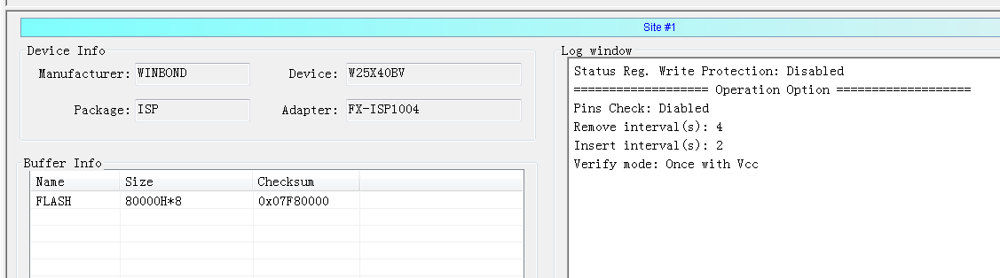 Site #1
Device Info
Manufacturer: WINBOND Device: W25X40BV
Package: ISP Adapter: FX-ISP1004
Buffer Info
Name Size Checksum
FLASH 80000H*8 0x07F80000
Log window
Status Reg. Write Protection: Disabled
=================== Operation Option ===================
Pins Check: Diabled
Remove interval(s): 4
Insert interval(s): 2
Verify mode: Once with Vcc